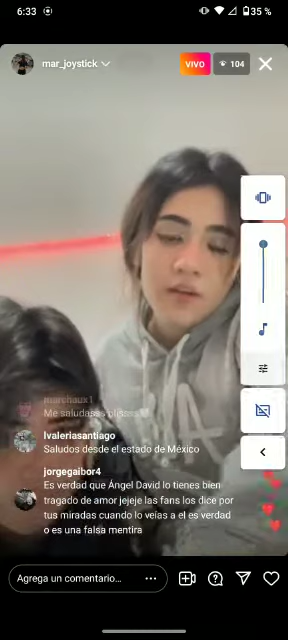 6:33
35 %
mar_joystick
VIVO
104
marchaux1
Me saludasss plisssss
lvaleriasantiago
Saludos desde el estado de México
jorgegaibor4
Es verdad que Ángel David lo tienes bien
tragado de amor jejeje las fans los dice por
tus miradas cuando lo veías a el es verdad
o es una falsa mentira
Agrega un comentario...